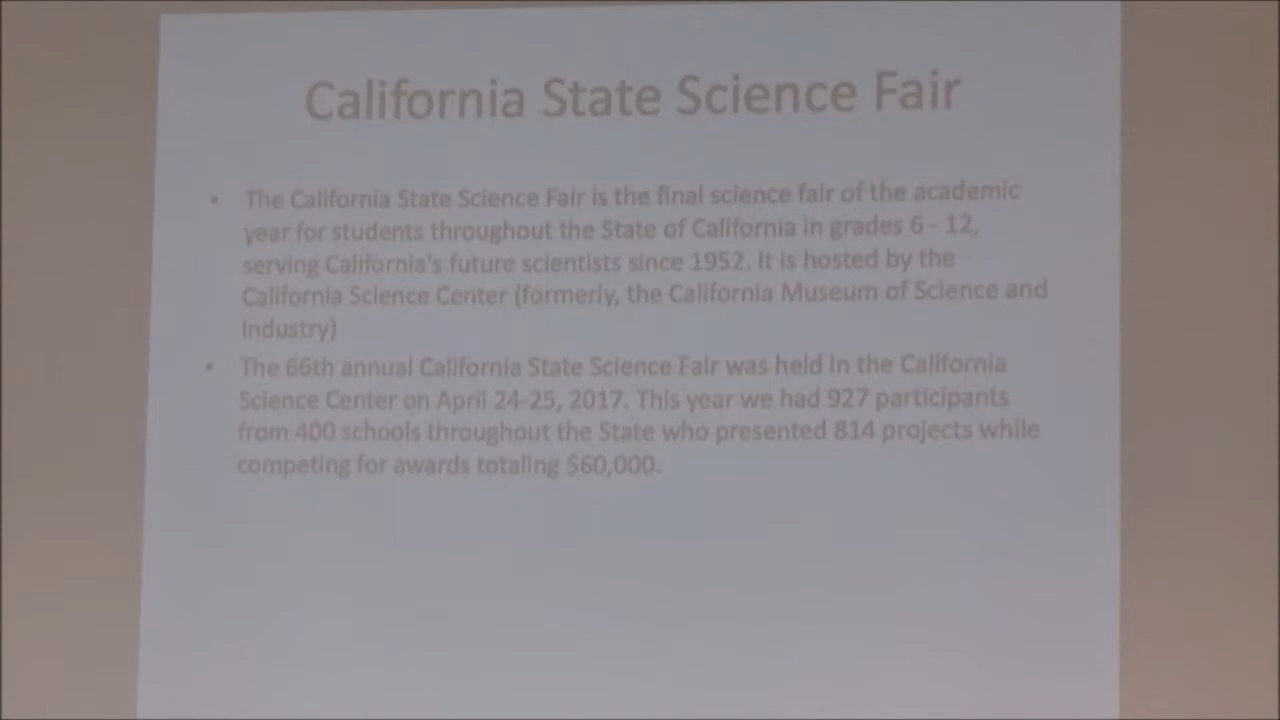 California State Science Fair
• The California State Science Fair is the final science fair of the academic
year for students throughout the State of California in grades 6 - 12,
serving California's future scientists since 1952. It is hosted by the
California Science Center (formerly, the California Museum of Science and
Industry)
• The 66th annual California State Science Fair was held in the California
Science Center on April 24-25, 2017. This year we had 927 participants
from 400 schools throughout the State who presented 814 projects while
competing for awards totaling $60,000.